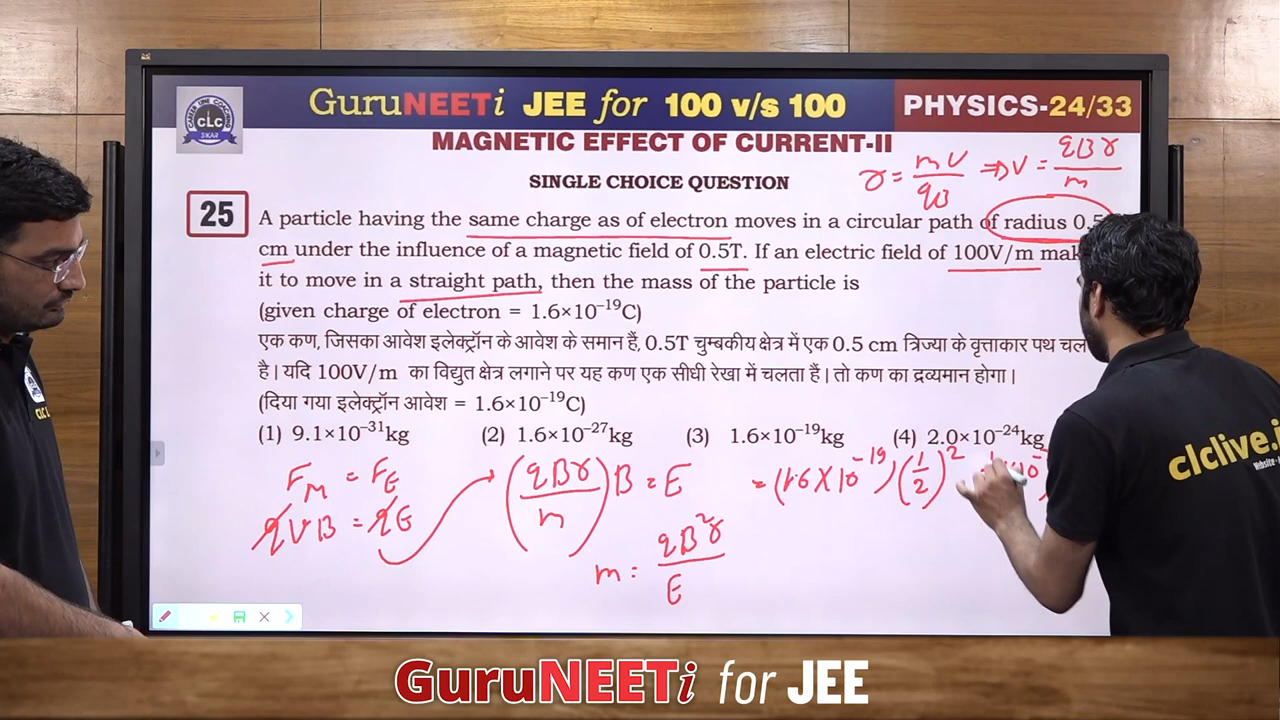 GuruNEETi JEE for 100 v/s 100
PHYSICS-24/33
CAREER LINE COACHING
CLC
SIKAR
MAGNETIC EFFECT OF CURRENT-II
SINGLE CHOICE QUESTION
r = mv/qB ⇒ V = qBr/m
25
A particle having the same charge as of electron moves in a circular path of radius 0.5
cm under the influence of a magnetic field of 0.5T. If an electric field of 100V/m
it to move in a straight path, then the mass of the particle is
(given charge of electron = 1.6×10⁻¹⁹C)
एक कण, जिसका आवेश इलेक्ट्रॉन के आवेश के समान हैं, 0.5T चुम्बकीय क्षेत्र में एक 0.5 cm त्रिज्या के वृत्ताकार पथ
है। यदि 100V/m का विद्युत क्षेत्र लगाने पर यह कण एक सीधी रेखा में चलता हैं। तो कण का द्रव्यमान होगा।
(दिया गया इलेक्ट्रॉन आवेश = 1.6×10⁻¹⁹C)
(1) 9.1×10⁻³¹kg (2) 1.6×10⁻²⁷kg (3) 1.6×10⁻¹⁹kg (4) 2.0×10⁻²⁴kg
F_M = F_E
qVB = qE
(qBr/m) B = E
m = qB²r/E
= (1.6 × 10⁻¹⁹) (1/2)²
clclive.i
GuruNEETi for JEE